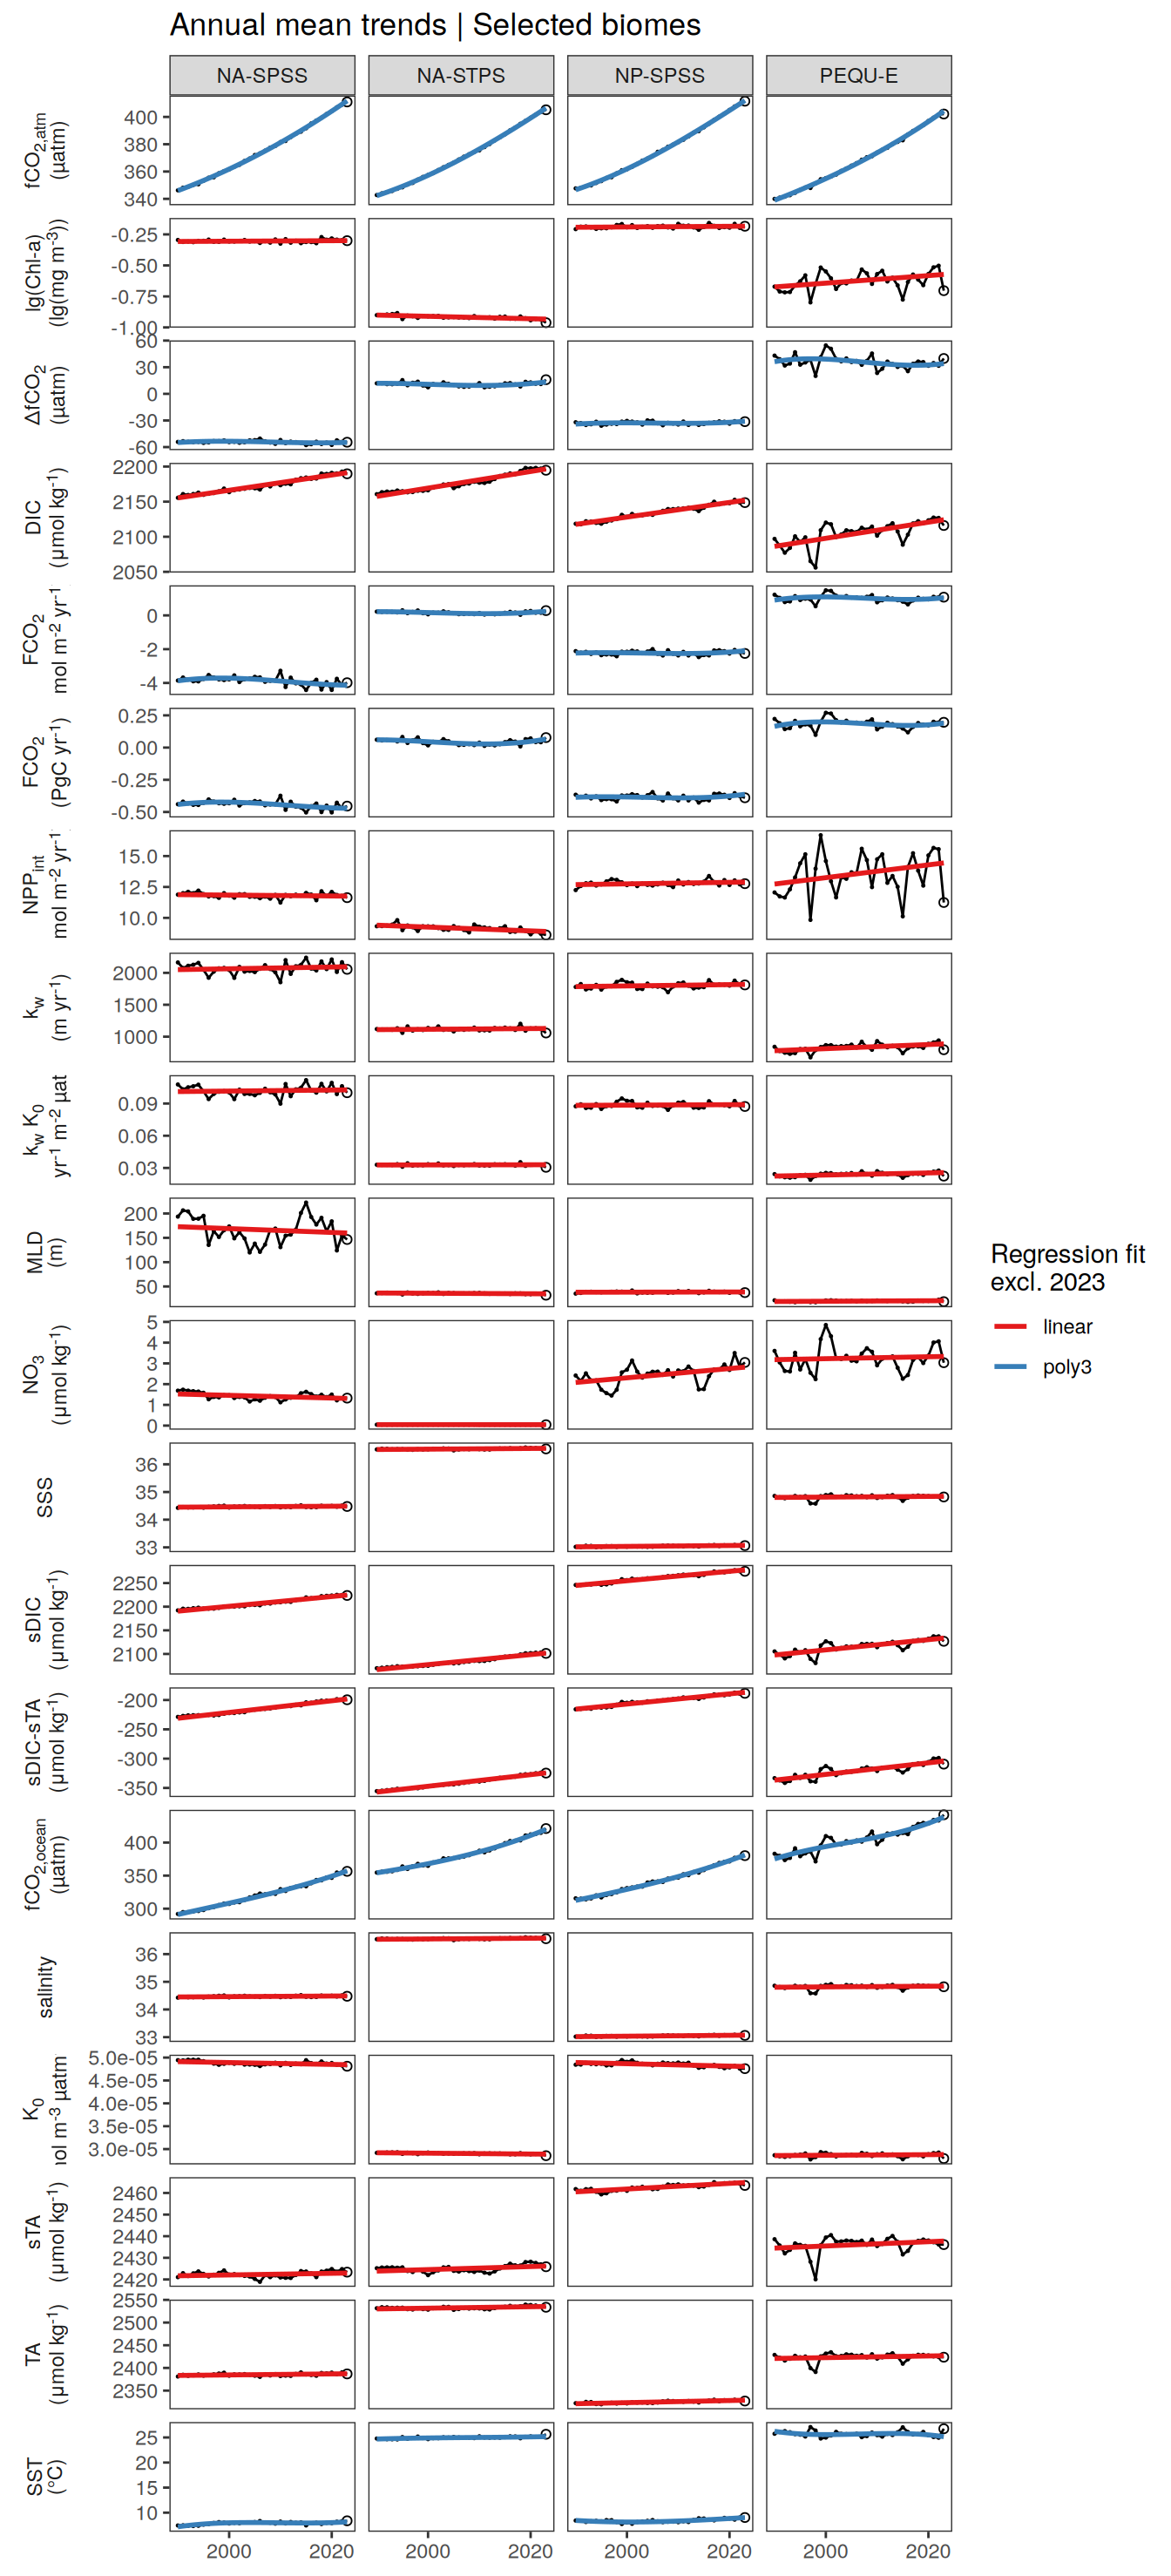 Annual mean trends | Selected biomes
NA-SPSS NA-STPS NP-SPSS PEQU-E
fCO2,atm
(µatm)
400
380
360
340
lg(Chl-a)
(lg(mg m-3))
-0.25
-0.50
-0.75
-1.00
ΔfCO2
(µatm)
60
30
0
-30
-60
DIC
(µmol kg-1)
2200
2150
2100
2050
FCO2
mol m-2 yr-1
0
-2
-4
FCO2
(PgC yr-1)
0.25
0.00
-0.25
-0.50
NPPint
mol m-2 yr-1
15.0
12.5
10.0
kw
(m yr-1)
2000
1500
1000
kw K0
yr-1 m-2 µat
0.09
0.06
0.03
MLD
(m)
200
150
100
50
NO3
(µmol kg-1)
5
4
3
2
1
0
SSS
36
35
34
33
sDIC
(µmol kg-1)
2250
2200
2150
2100
sDIC-sTA
(µmol kg-1)
-200
-250
-300
-350
fCO2,ocean
(µatm)
400
350
300
salinity
36
35
34
33
K0
ol m-3 µatm
5.0e-05
4.5e-05
4.0e-05
3.5e-05
3.0e-05
sTA
(µmol kg-1)
2460
2450
2440
2430
2420
TA
(µmol kg-1)
2550
2500
2450
2400
2350
SST
(°C)
25
20
15
10
2000 2020 2000 2020 2000 2020 2000 2020
Regression fit
excl. 2023
linear
poly3